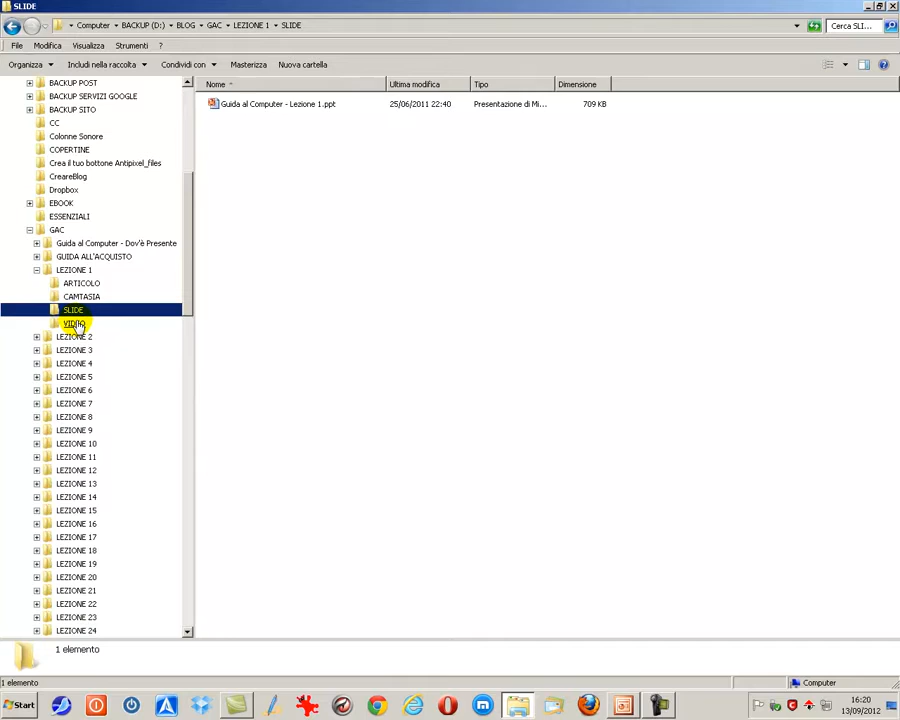 SLIDE
Computer BACKUP (D:) BLOG GAC LEZIONE 1 SLIDE
Cerca SLI...
File Modifica Visualizza Strumenti ?
Organizza Includi nella raccolta Condividi con Masterizza Nuova cartella
BACKUP POST
BACKUP SERVIZI GOOGLE
BACKUP SITO
CC
Colonne Sonore
COPERTINE
Crea il tuo bottone Antipixel_files
CreareBlog
Dropbox
EBOOK
ESSENZIALI
GAC
Guida al Computer - Dov'è Presente
GUIDA ALL'ACQUISTO
LEZIONE 1
ARTICOLO
CAMTASIA
SLIDE
VIDEO
LEZIONE 2
LEZIONE 3
LEZIONE 4
LEZIONE 5
LEZIONE 6
LEZIONE 7
LEZIONE 8
LEZIONE 9
LEZIONE 10
LEZIONE 11
LEZIONE 12
LEZIONE 13
LEZIONE 14
LEZIONE 15
LEZIONE 16
LEZIONE 17
LEZIONE 18
LEZIONE 19
LEZIONE 20
LEZIONE 21
LEZIONE 22
LEZIONE 23
LEZIONE 24
Nome Ultima modifica Tipo Dimensione
Guida al Computer - Lezione 1.ppt 25/06/2011 22:40 Presentazione di Mi... 709 KB
1 elemento
1 elemento Computer
Start
16:20
13/09/2012